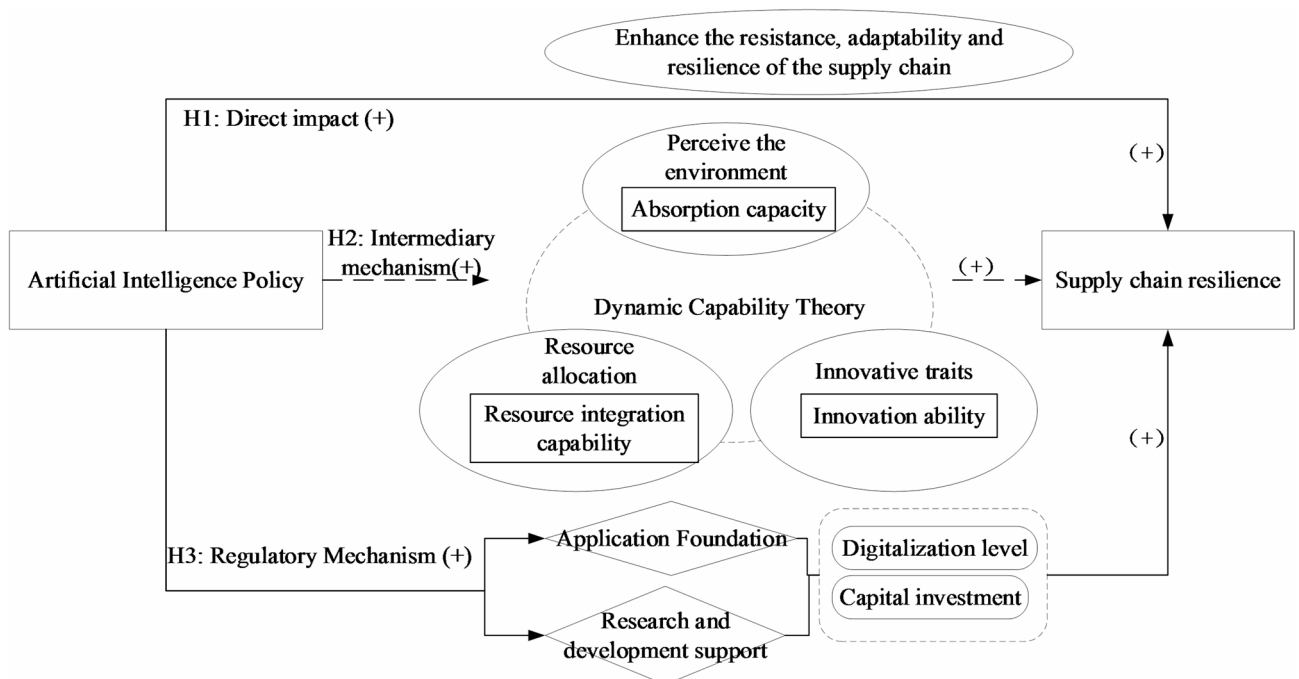 Enhance the resistance, adaptability and
resilience of the supply chain
H1: Direct impact (+)
(+)
Perceive the
environment
Absorption capacity
H2: Intermediary
mechanism(+)
Artificial Intelligence Policy
(+)
Supply chain resilience
Dynamic Capability Theory
Resource
allocation
Resource integration
capability
Innovative traits
Innovation ability
(+)
H3: Regulatory Mechanism (+)
Application Foundation
Digitalization level
Capital investment
Research and
development support